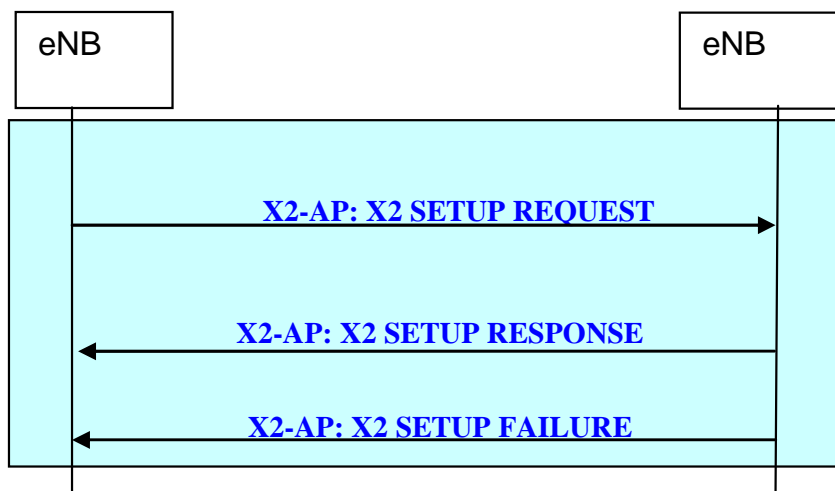 eNB
eNB
X2-AP: X2 SETUP REQUEST
X2-AP: X2 SETUP RESPONSE
X2-AP: X2 SETUP FAILURE